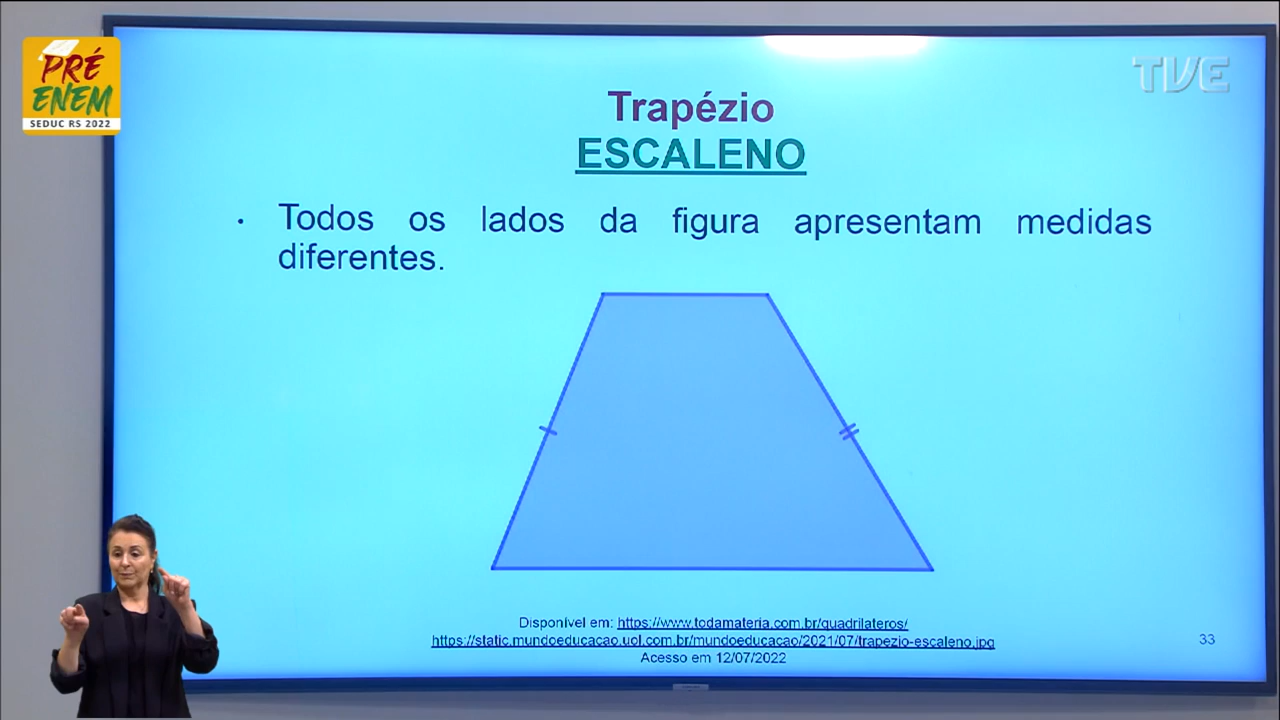 PRÉ
ENEM
SEDUC RS 2022
TVE
Trapézio
ESCALENO
• Todos os lados da figura apresentam medidas
diferentes.
Disponível em: https://www.todamateria.com.br/quadrilateros/
https://static.mundoeducacao.uol.com.br/mundoeducacao/2021/07/trapezio-escaleno.jpg
Acesso em 12/07/2022
33